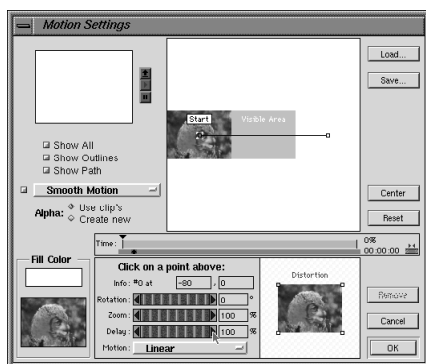 Motion Settings
Load...
Save...
Start
Visible Area
Show All
Show Outlines
Show Path
Smooth Motion
Alpha: Use clip's
Create new
Center
Reset
Time:
0%
00:00:00
Fill Color
Click on a point above:
Info: #0 at -80 , 0
Rotation: 0 °
Zoom: 100 %
Delay: 100 %
Motion: Linear
Distortion
Remove
Cancel
OK